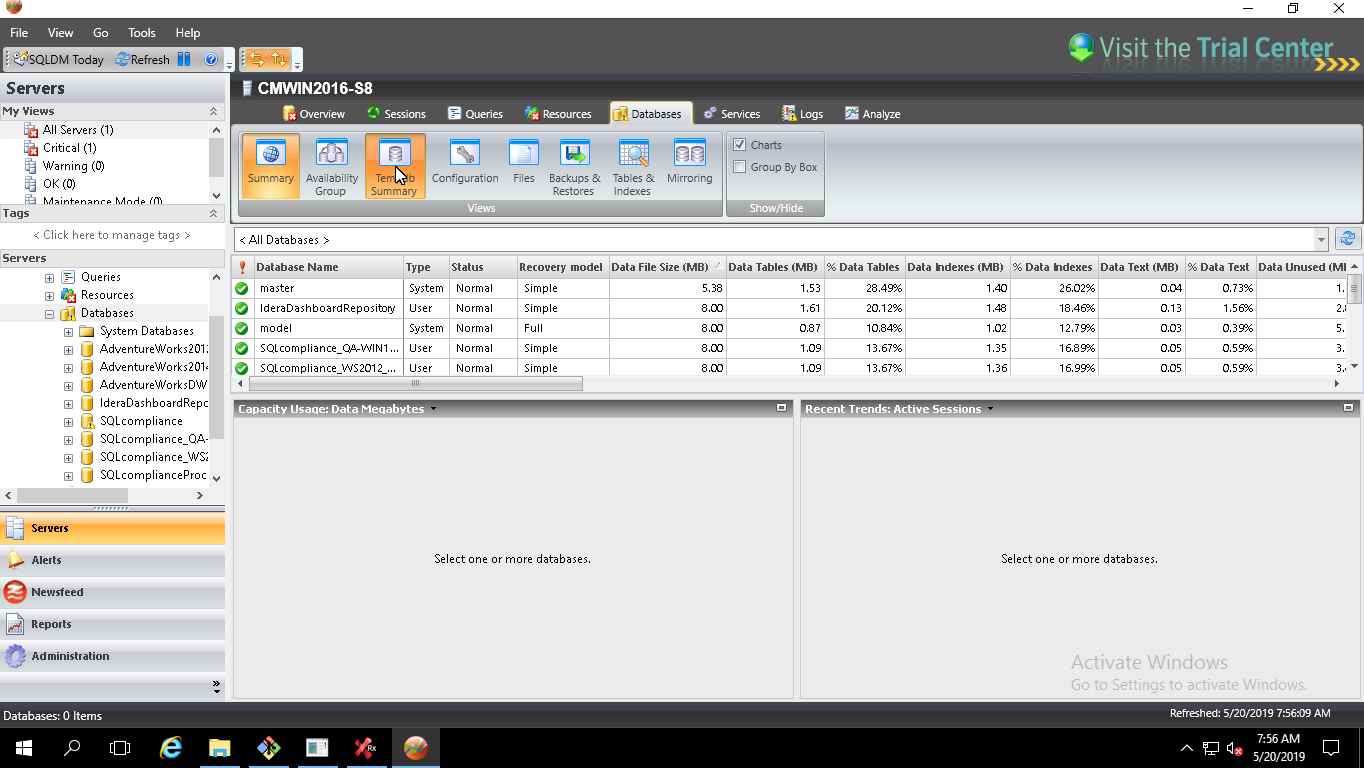 File View Go Tools Help
SQLDM Today Refresh
Visit the Trial Center
Servers
CMWIN2016-S8
My Views
All Servers (1)
Critical (1)
Warning (0)
OK (0)
Maintenance Mode (0)
Tags
< Click here to manage tags >
Servers
Queries
Resources
Databases
System Databases
AdventureWorks201
AdventureWorks201
AdventureWorksDW
IderaDashboardRepo
SQLcompliance
SQLcompliance_QA-
SQLcompliance_WS2
SQLcomplianceProc
Servers
Alerts
Newsfeed
Reports
Administration
Overview Sessions Queries Resources Databases Services Logs Analyze
Summary
Availability Group
Summary
Configuration
Files
Backups & Restores
Tables & Indexes
Mirroring
Views
Charts
Group By Box
Show/Hide
< All Databases >
Database Name Type Status Recovery model Data File Size (MB) Data Tables (MB) % Data Tables Data Indexes (MB) % Data Indexes Data Text (MB) % Data Text Data Unused (M
master System Normal Simple 5.38 1.53 28.49% 1.40 26.02% 0.04 0.73% 1.
IderaDashboardRepository User Normal Simple 8.00 1.61 20.12% 1.48 18.46% 0.13 1.56% 2.
model System Normal Full 8.00 0.87 10.84% 1.02 12.79% 0.03 0.39% 5.
SQLcompliance_QA-WIN1... User Normal Simple 8.00 1.09 13.67% 1.35 16.89% 0.05 0.59% 3.
SQLcompliance_WS2012_... User Normal Simple 8.00 1.09 13.67% 1.36 16.99% 0.05 0.59% 3.
Capacity Usage: Data Megabytes
Select one or more databases.
Recent Trends: Active Sessions
Select one or more databases.
Activate Windows
Go to Settings to activate Windows.
Databases: 0 Items
Refreshed: 5/20/2019 7:56:09 AM
7:56 AM
5/20/2019